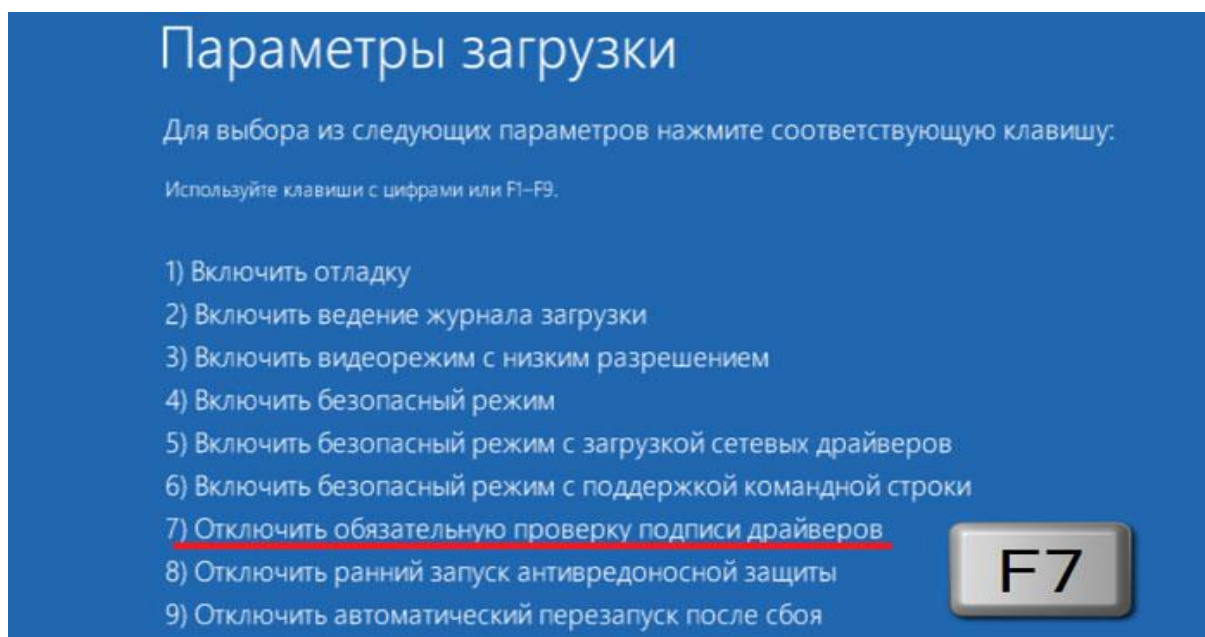 Параметры загрузки
Для выбора из следующих параметров нажмите соответствующую клавишу:
Используйте клавиши с цифрами или F1–F9.
1) Включить отладку
2) Включить ведение журнала загрузки
3) Включить видеорежим с низким разрешением
4) Включить безопасный режим
5) Включить безопасный режим с загрузкой сетевых драйверов
6) Включить безопасный режим с поддержкой командной строки
7) Отключить обязательную проверку подписи драйверов
8) Отключить ранний запуск антивредоносной защиты
9) Отключить автоматический перезапуск после сбоя
F7